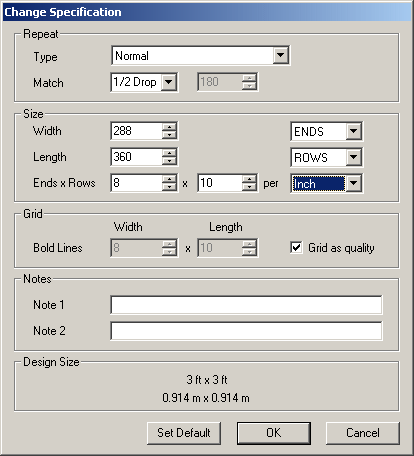 Change Specification
Repeat
Type Normal
Match 1/2 Drop 180
Size
Width 288 ENDS
Length 360 ROWS
Ends x Rows 8 x 10 per Inch
Grid
Width Length
Bold Lines 8 x 10 Grid as quality
Notes
Note 1
Note 2
Design Size
3 ft x 3 ft
0.914 m x 0.914 m
Set Default OK Cancel